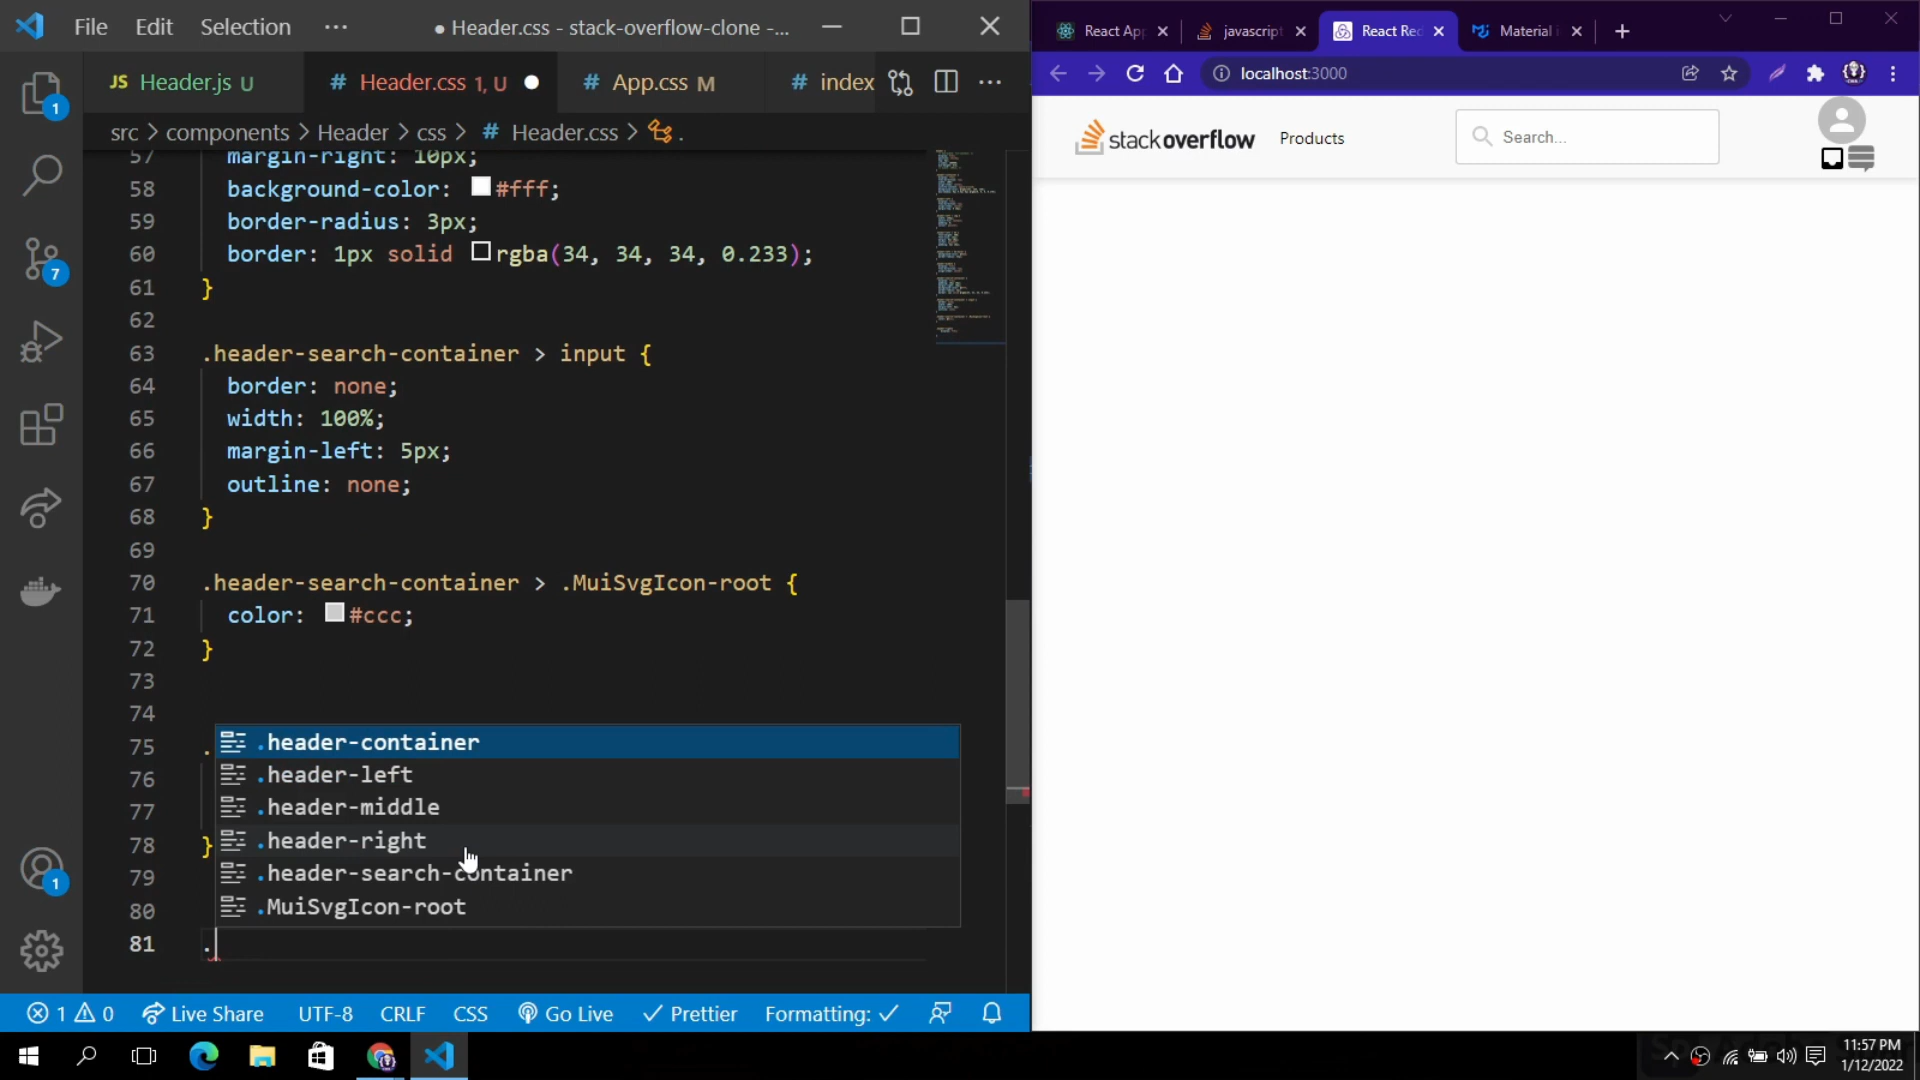 File Edit Selection ···
● Header.css - stack-overflow-clone -...
JS Header.js U
# Header.css 1, U
# App.css M
# index
src > components > Header > css > # Header.css > .
57 margin-right: 10px;
58 background-color: #fff;
59 border-radius: 3px;
60 border: 1px solid rgba(34, 34, 34, 0.233);
61 }
62
63 .header-search-container > input {
64 border: none;
65 width: 100%;
66 margin-left: 5px;
67 outline: none;
68 }
69
70 .header-search-container > .MuiSvgIcon-root {
71 color: #ccc;
72 }
73
74
75 .
76
77
78 }
79
80
81 .
.header-container
.header-left
.header-middle
.header-right
.header-search-container
.MuiSvgIcon-root
1
7
1
1 0 Live Share UTF-8 CRLF CSS Go Live Prettier Formatting:
React App
javascript
React Red
Material i
localhost:3000
stackoverflow Products Search...
11:57 PM
1/12/2022